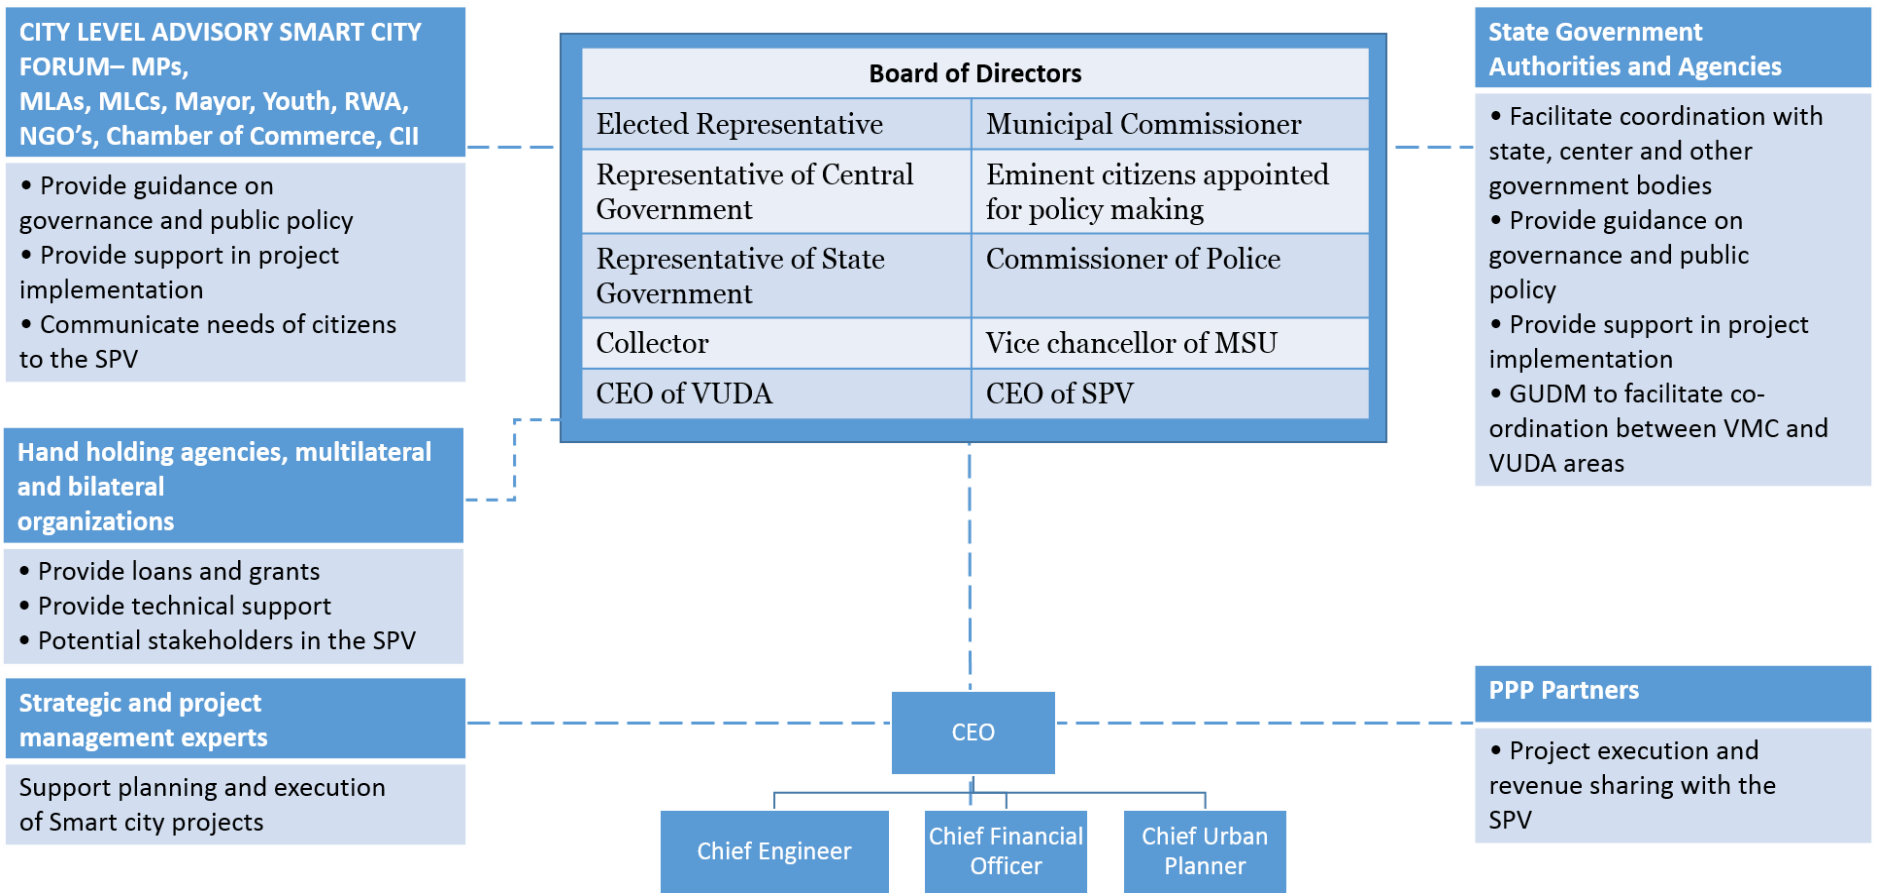 CITY LEVEL ADVISORY SMART CITY
FORUM– MPs,
MLAs, MLCs, Mayor, Youth, RWA,
NGO’s, Chamber of Commerce, CII
• Provide guidance on
governance and public policy
• Provide support in project
implementation
• Communicate needs of citizens
to the SPV
Board of Directors
Elected Representative
Municipal Commissioner
Representative of Central
Government
Eminent citizens appointed
for policy making
Representative of State
Government
Commissioner of Police
Collector
Vice chancellor of MSU
CEO of VUDA
CEO of SPV
State Government
Authorities and Agencies
• Facilitate coordination with
state, center and other
government bodies
• Provide guidance on
governance and public
policy
• Provide support in project
implementation
• GUDM to facilitate co-
ordination between VMC and
VUDA areas
Hand holding agencies, multilateral
and bilateral
organizations
• Provide loans and grants
• Provide technical support
• Potential stakeholders in the SPV
Strategic and project
management experts
Support planning and execution
of Smart city projects
CEO
PPP Partners
• Project execution and
revenue sharing with the
SPV
Chief Engineer
Chief Financial
Officer
Chief Urban
Planner